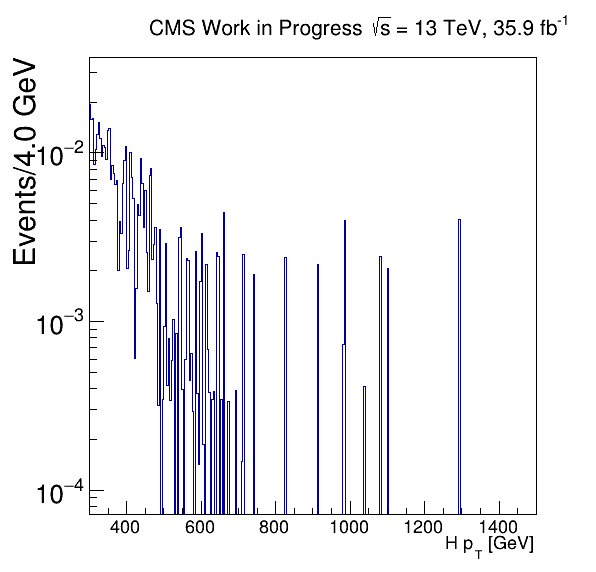 CMS Work in Progress √s = 13 TeV, 35.9 fb⁻¹
Events/4.0 GeV
10⁻²
10⁻³
10⁻⁴
400 600 800 1000 1200 1400
H p_T [GeV]